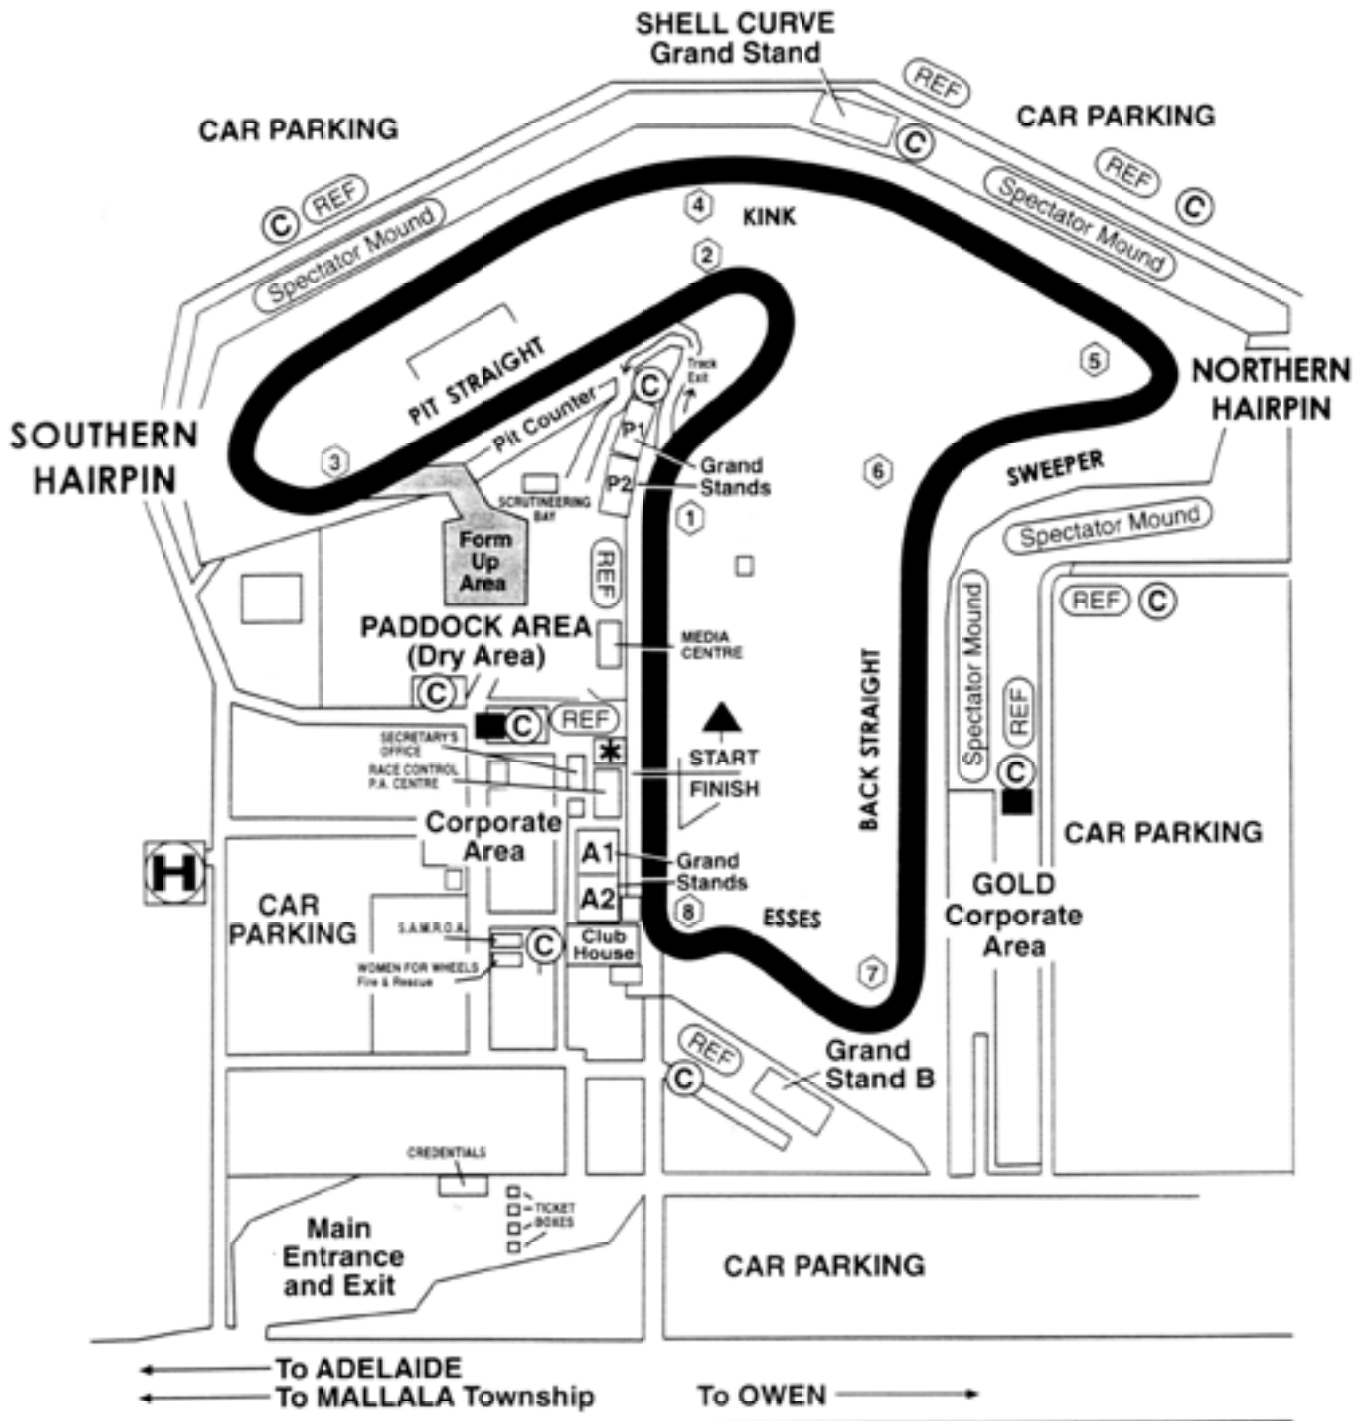 SHELL CURVE
Grand Stand
REF
CAR PARKING
CAR PARKING
C
REF
C
C
REF
Spectator Mound
Spectator Mound
4
KINK
2
5
NORTHERN
HAIRPIN
PIT STRAIGHT
Track
Exit
C
Pit Counter
P1
SOUTHERN
HAIRPIN
3
Grand
Stands
6
SWEEPER
P2
SCRUTINEERING
BAY
1
Spectator Mound
Form
Up
Area
REF
REF
C
PADDOCK AREA
(Dry Area)
MEDIA
CENTRE
Spectator Mound
BACK STRAIGHT
REF
C
C
REF
SECRETARY'S
OFFICE
*
START
FINISH
C
RACE CONTROL
P.A. CENTRE
Corporate
Area
A1
Grand
Stands
A2
CAR PARKING
H
GOLD
Corporate
Area
CAR
PARKING
8
ESSES
S.A.M.R.O.A.
C
Club
House
WOMEN FOR WHEELS
Fire & Rescue
7
REF
C
Grand
Stand B
CREDENTIALS
TICKET
BOXES
Main
Entrance
and Exit
CAR PARKING
To ADELAIDE
To MALLALA Township
To OWEN